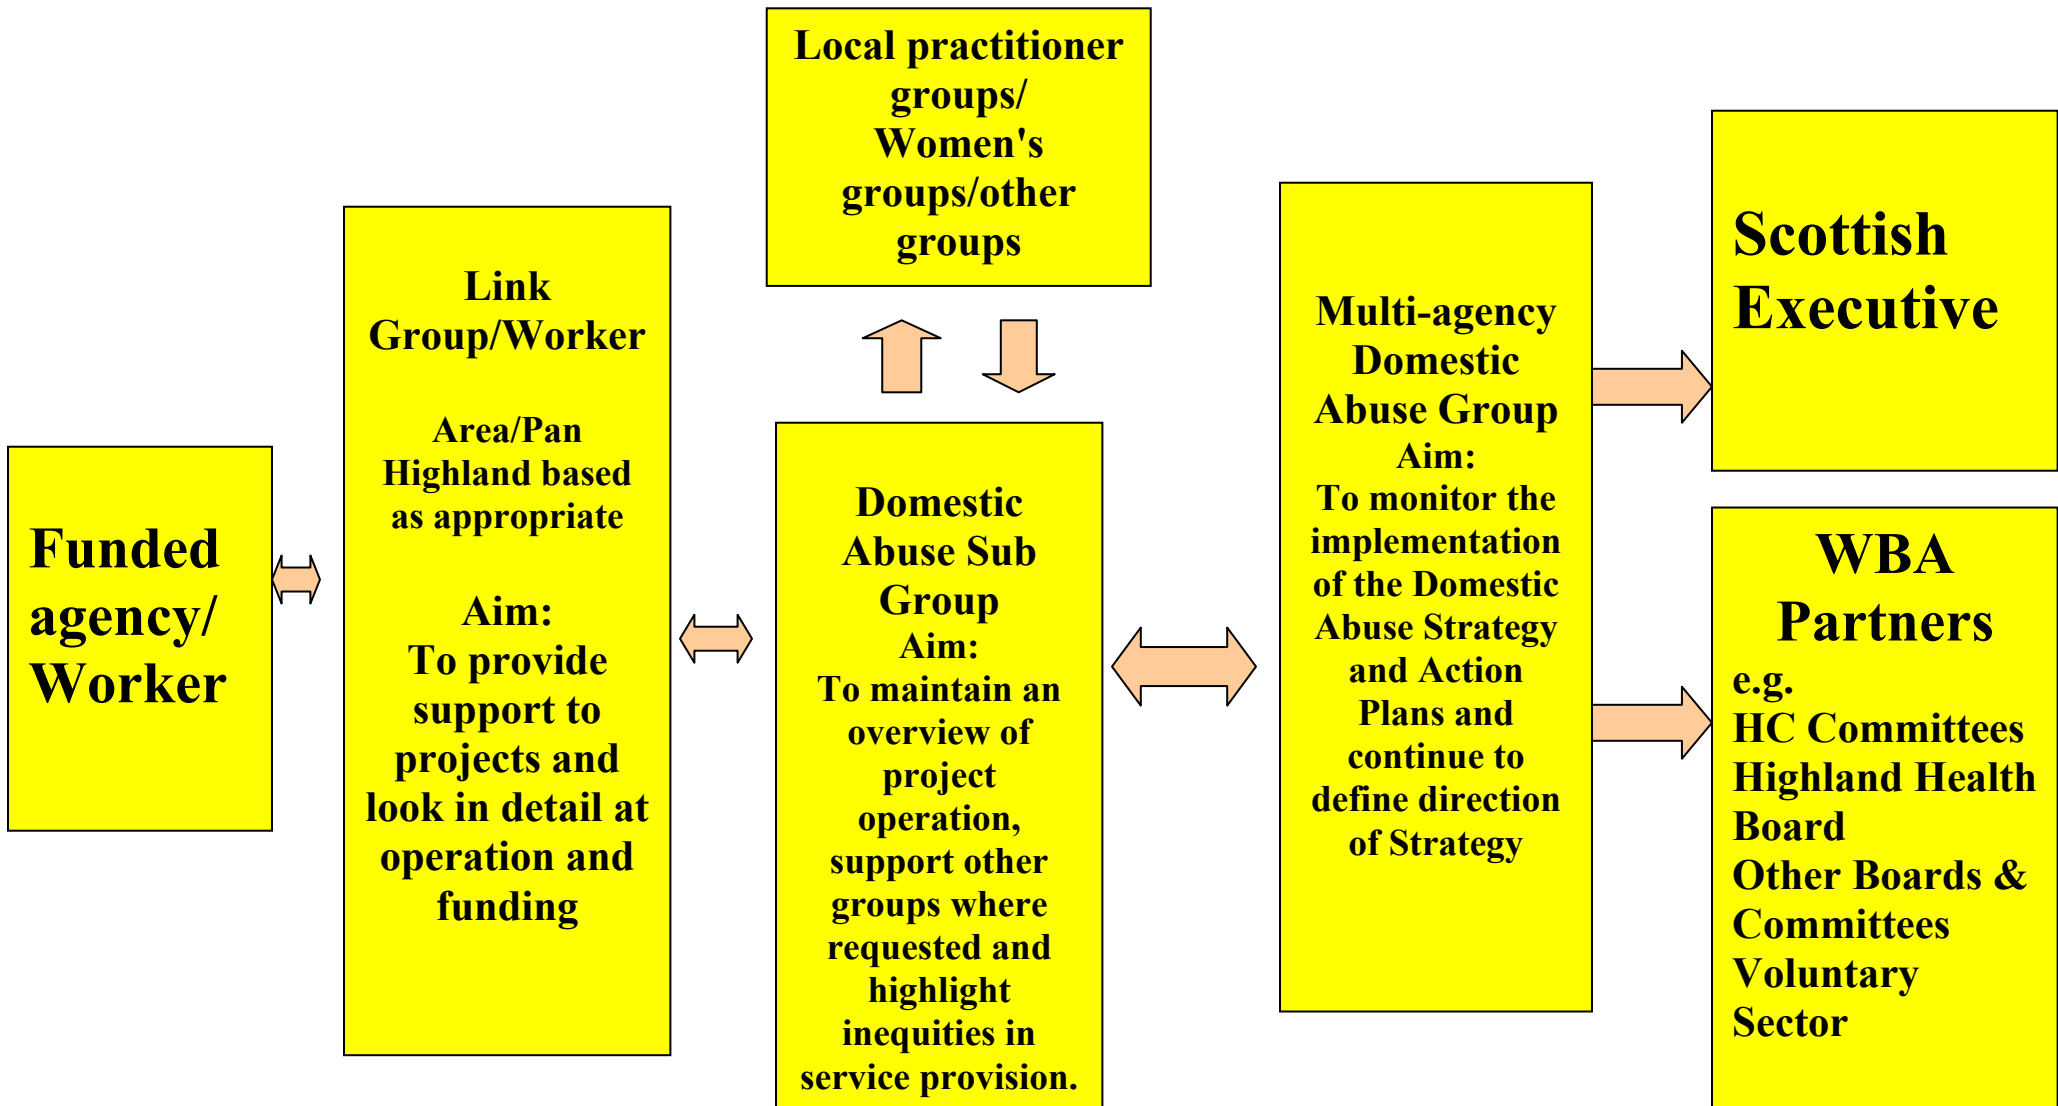 Funded
agency/
Worker
Link
Group/Worker
Area/Pan
Highland based
as appropriate
Aim:
To provide
support to
projects and
look in detail at
operation and
funding
Local practitioner
groups/
Women's
groups/other
groups
Domestic
Abuse Sub
Group
Aim:
To maintain an
overview of
project
operation,
support other
groups where
requested and
highlight
inequities in
service provision.
Multi-agency
Domestic
Abuse Group
Aim:
To monitor the
implementation
of the Domestic
Abuse Strategy
and Action
Plans and
continue to
define direction
of Strategy
Scottish
Executive
WBA
Partners
e.g.
HC Committees
Highland Health
Board
Other Boards &
Committees
Voluntary
Sector